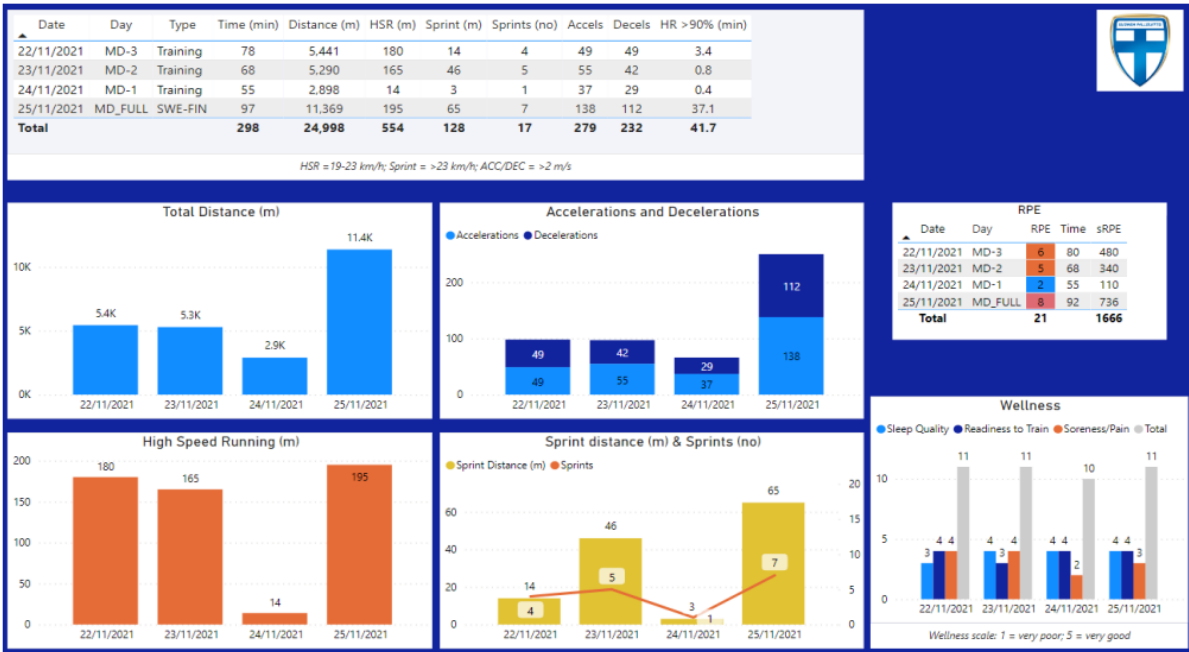 Date Day Type Time (min) Distance (m) HSR (m) Sprint (m) Sprints (no) Accels Decels HR >90% (min)
22/11/2021 MD-3 Training 78 5,441 180 14 4 49 49 3.4
23/11/2021 MD-2 Training 68 5,290 165 46 5 55 42 0.8
24/11/2021 MD-1 Training 55 2,898 14 3 1 37 29 0.4
25/11/2021 MD_FULL SWE-FIN 97 11,369 195 65 7 138 112 37.1
Total 298 24,998 554 128 17 279 232 41.7
HSR =19-23 km/h; Sprint = >23 km/h; ACC/DEC = >2 m/s
Total Distance (m)
11.4K
10K
5.4K
5.3K
5K
2.9K
0K
22/11/2021 23/11/2021 24/11/2021 25/11/2021
Accelerations and Decelerations
Accelerations Decelerations
200
112
100
49 42 29 138
49 55 37
0
22/11/2021 23/11/2021 24/11/2021 25/11/2021
RPE
Date Day RPE Time sRPE
22/11/2021 MD-3 6 80 480
23/11/2021 MD-2 5 68 340
24/11/2021 MD-1 2 55 110
25/11/2021 MD_FULL 8 92 736
Total 21 1666
High Speed Running (m)
200
180 165 195
150
100
50
14
0
22/11/2021 23/11/2021 24/11/2021 25/11/2021
Sprint distance (m) & Sprints (no)
Sprint Distance (m) Sprints
65
20
60
46
15
40
10
7
5
20
14
5
4
3
1
0 0
22/11/2021 23/11/2021 24/11/2021 25/11/2021
Wellness
Sleep Quality Readiness to Train Soreness/Pain Total
11 11 10 11
10
5
3 4 4 4 3 4 4 4 2 4 4 3
0
22/11/2021 23/11/2021 24/11/2021 25/11/2021
Wellness scale: 1 = very poor; 5 = very good